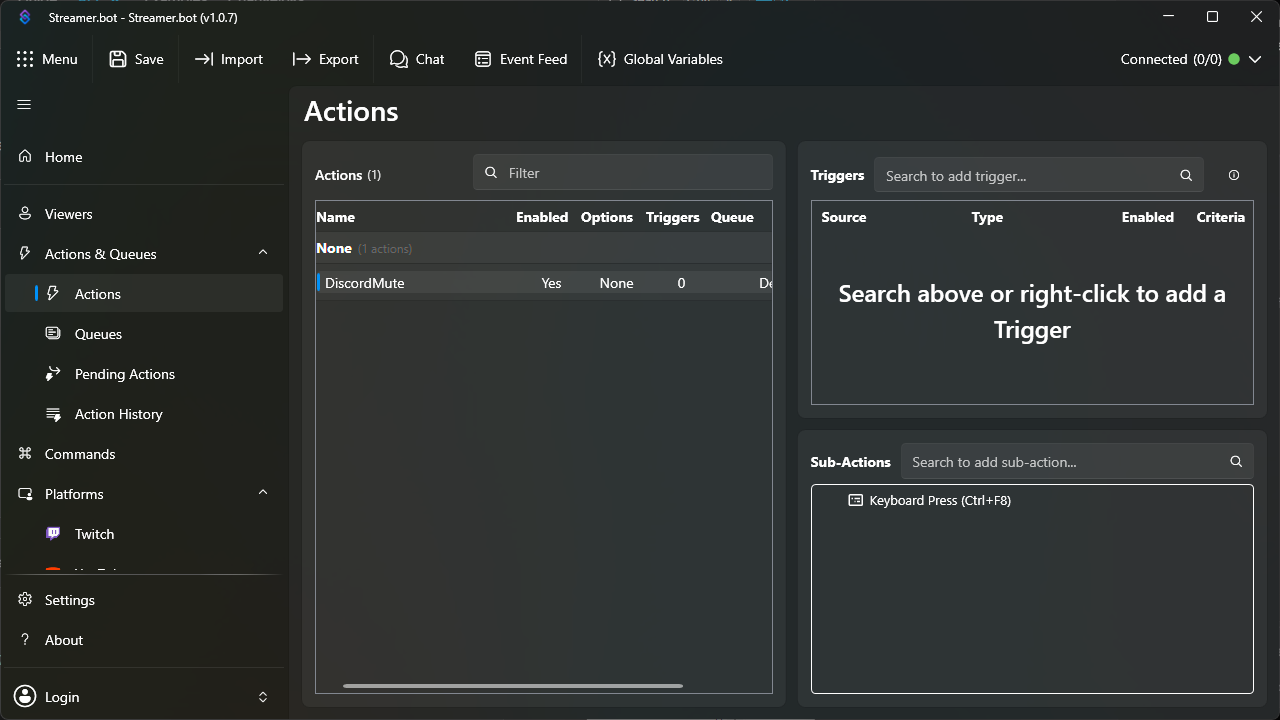 Streamer.bot - Streamer.bot (v1.0.7)
Menu
Save
Import
Export
Chat
Event Feed
{x} Global Variables
Connected (0/0)
Home
Viewers
Actions & Queues
Actions
Queues
Pending Actions
Action History
Commands
Platforms
Twitch
Settings
? About
Login
Actions
Actions (1)
Filter
Name Enabled Options Triggers Queue
None (1 actions)
DiscordMute Yes None 0 De
Triggers
Search to add trigger...
Source Type Enabled Criteria
Search above or right-click to add a
Trigger
Sub-Actions
Search to add sub-action...
Keyboard Press (Ctrl+F8)